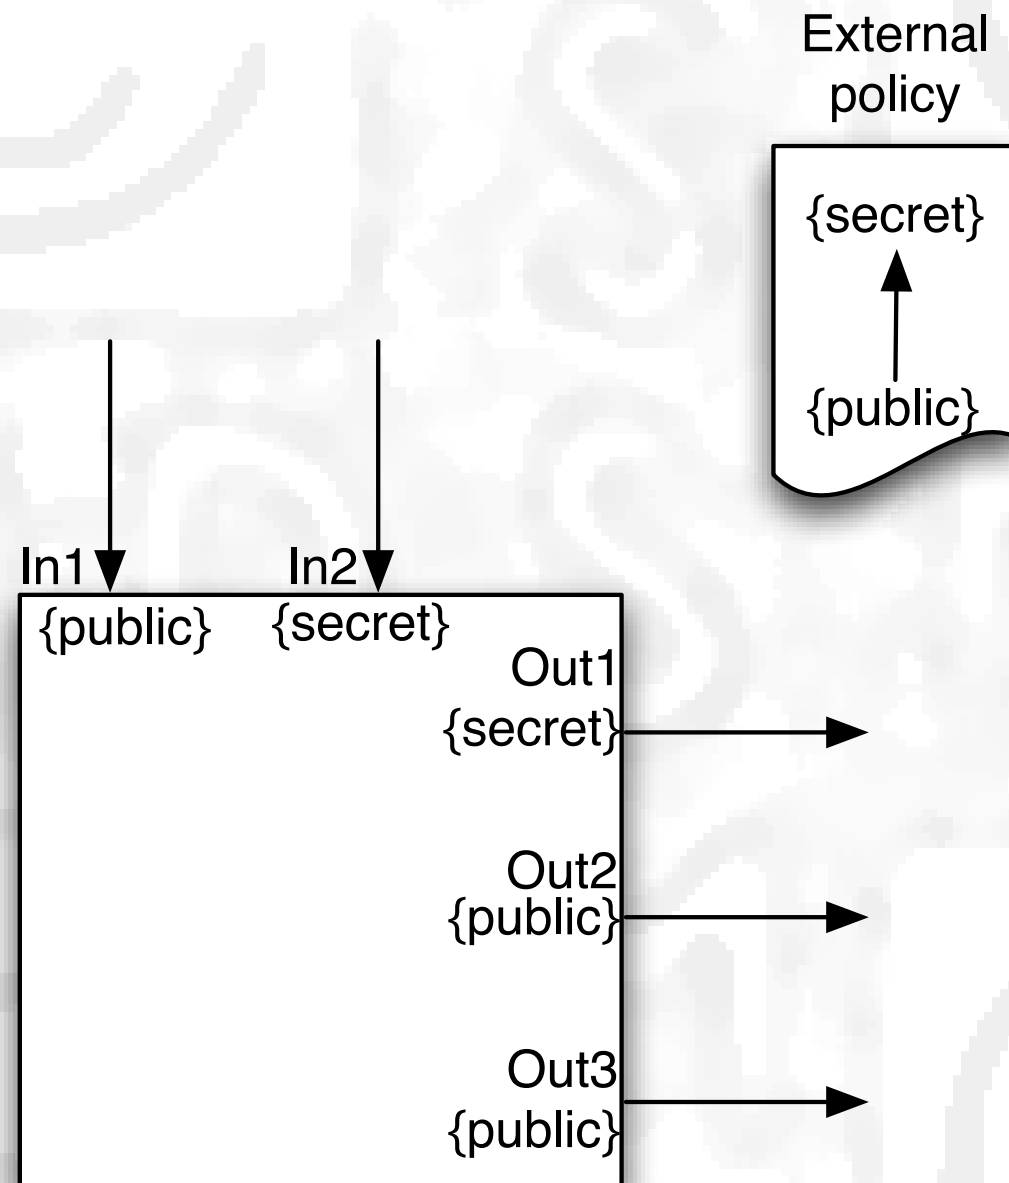 External
policy
{secret}
{public}
In1
In2
{public}
{secret}
Out1
{secret}
Out2
{public}
Out3
{public}